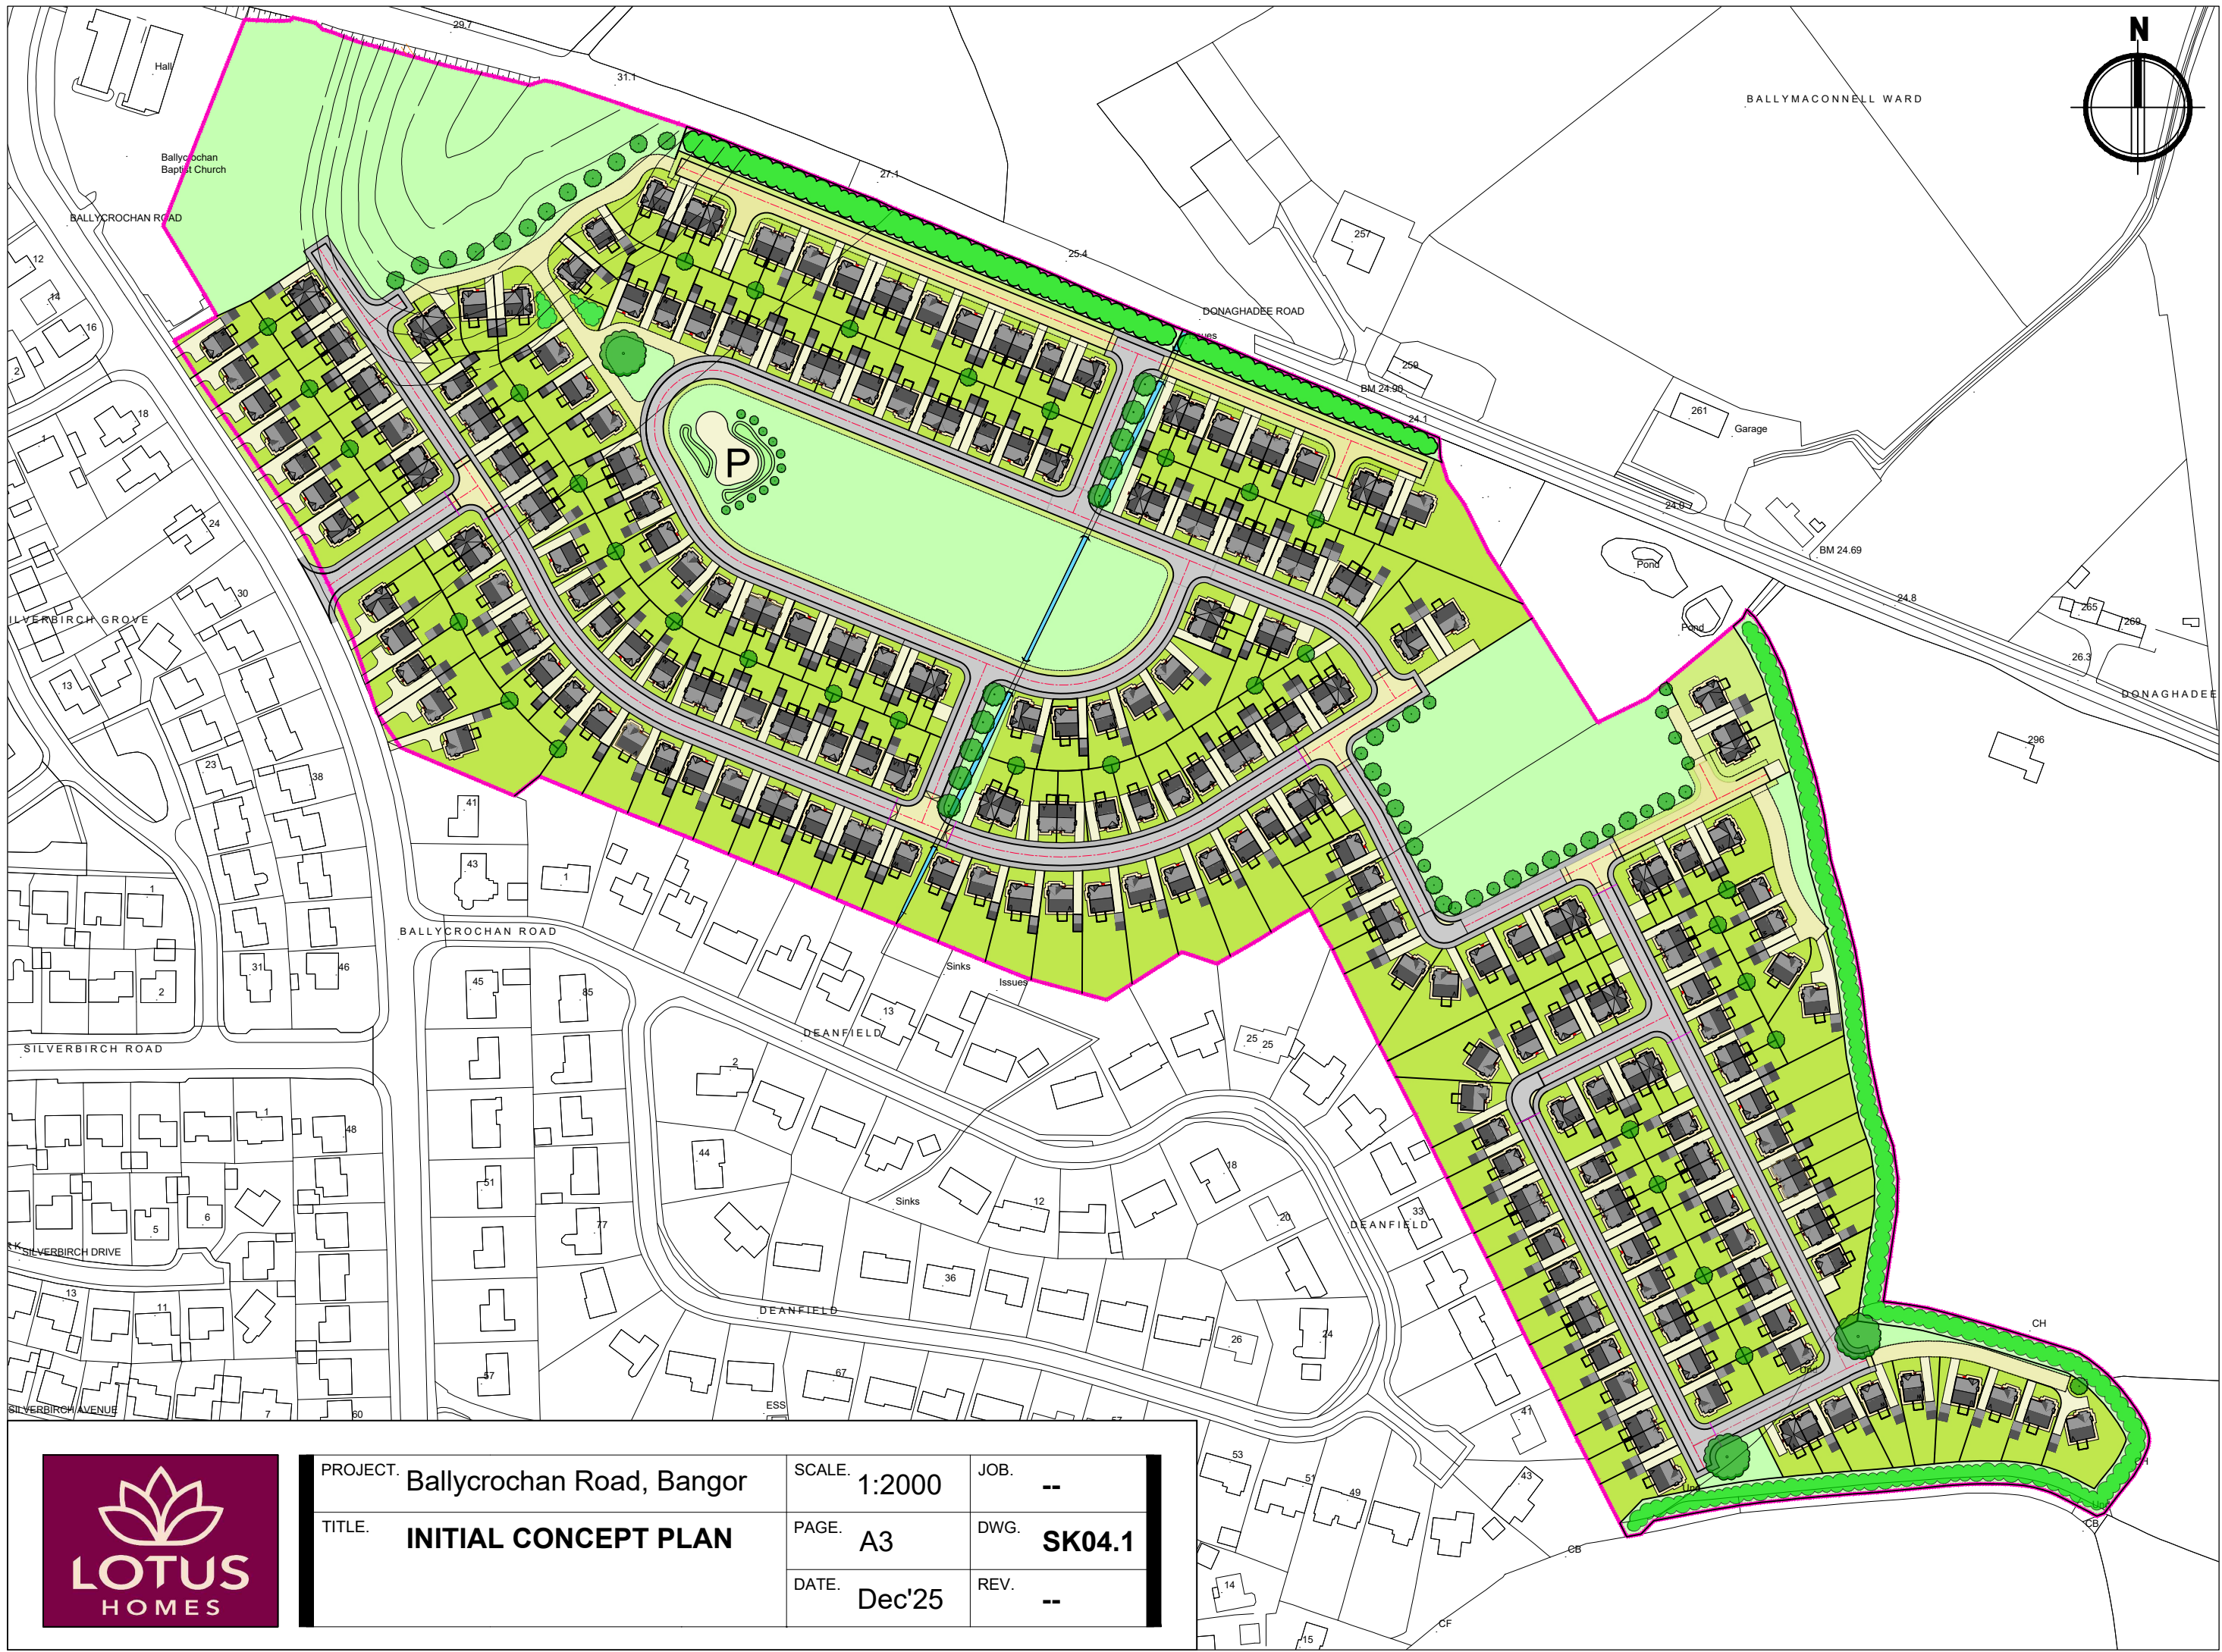 29.7
N
Hall
31.1
BALLYMACONNELL WARD
Ballycrochan
Baptist Church
27.1
BALLYCROCHAN ROAD
257
12
25.4
14
DONAGHADEE ROAD
16
259
2
BM 24.90
18
24.1
261
Garage
P
24
BM 24.69
Pond
30
24.8
265
269
Pond
26.3
13
DONAGHADEE
296
23
38
41
43
1
1
BALLYCROCHAN ROAD
Sinks
31
46
45
85
Issues
2
13
DEANFIELD
25
25
SILVERBIRCH ROAD
2
1
48
44
18
51
Sinks
12
33
20
DEANFIELD
6
5
77
SILVERBIRCH DRIVE
36
13
11
DEANFIELD
CH
26
24
57
67
SILVERBIRCH AVENUE
7
60
ESS
41
53
51
49
43
CH
Und
Und
CB
CB
14
15
CF
LOTUS
HOMES
PROJECT. Ballycrochan Road, Bangor
SCALE. 1:2000
JOB. --
TITLE. INITIAL CONCEPT PLAN
PAGE. A3
DWG. SK04.1
DATE. Dec'25
REV. --